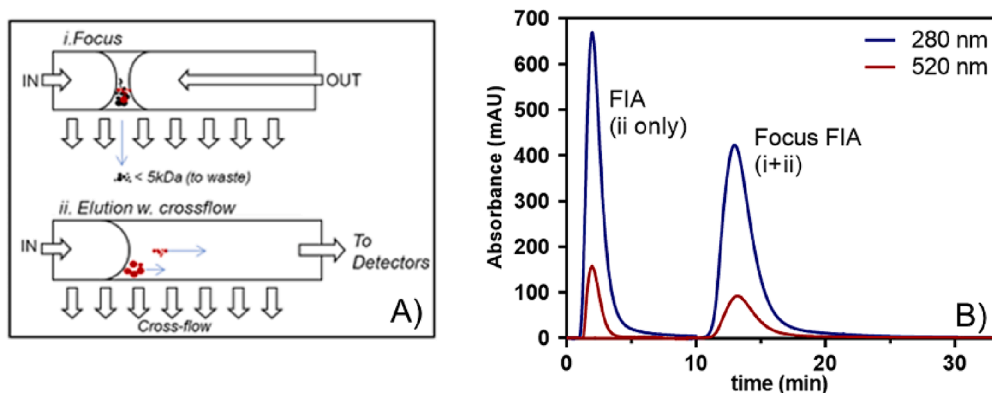 i.Focus
IN
OUT
< 5kDa (to waste)
ii. Elution w. crossflow
IN
To
Detectors
Cross-flow
A)
700
600
500
400
300
200
100
0
Absorbance (mAU)
280 nm
520 nm
FIA
(ii only)
Focus FIA
(i+ii)
B)
0 10 20 30
time (min)